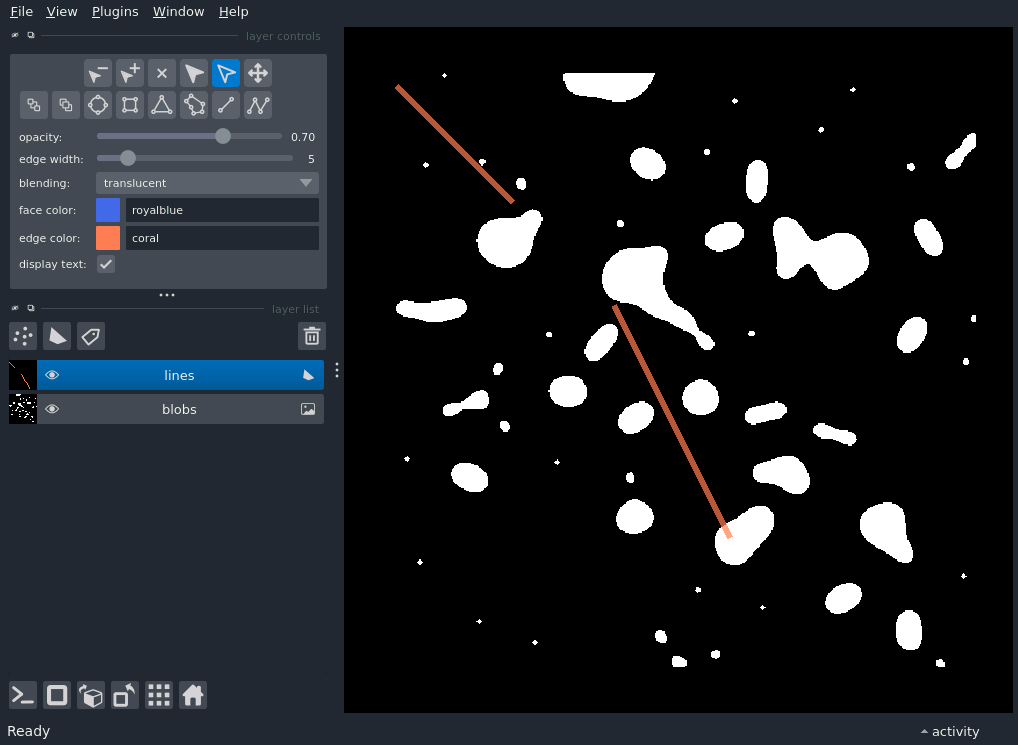 File View Plugins Window Help
layer controls
opacity: 0.70
edge width: 5
blending: translucent
face color: royalblue
edge color: coral
display text:
layer list
lines
blobs
Ready
activity